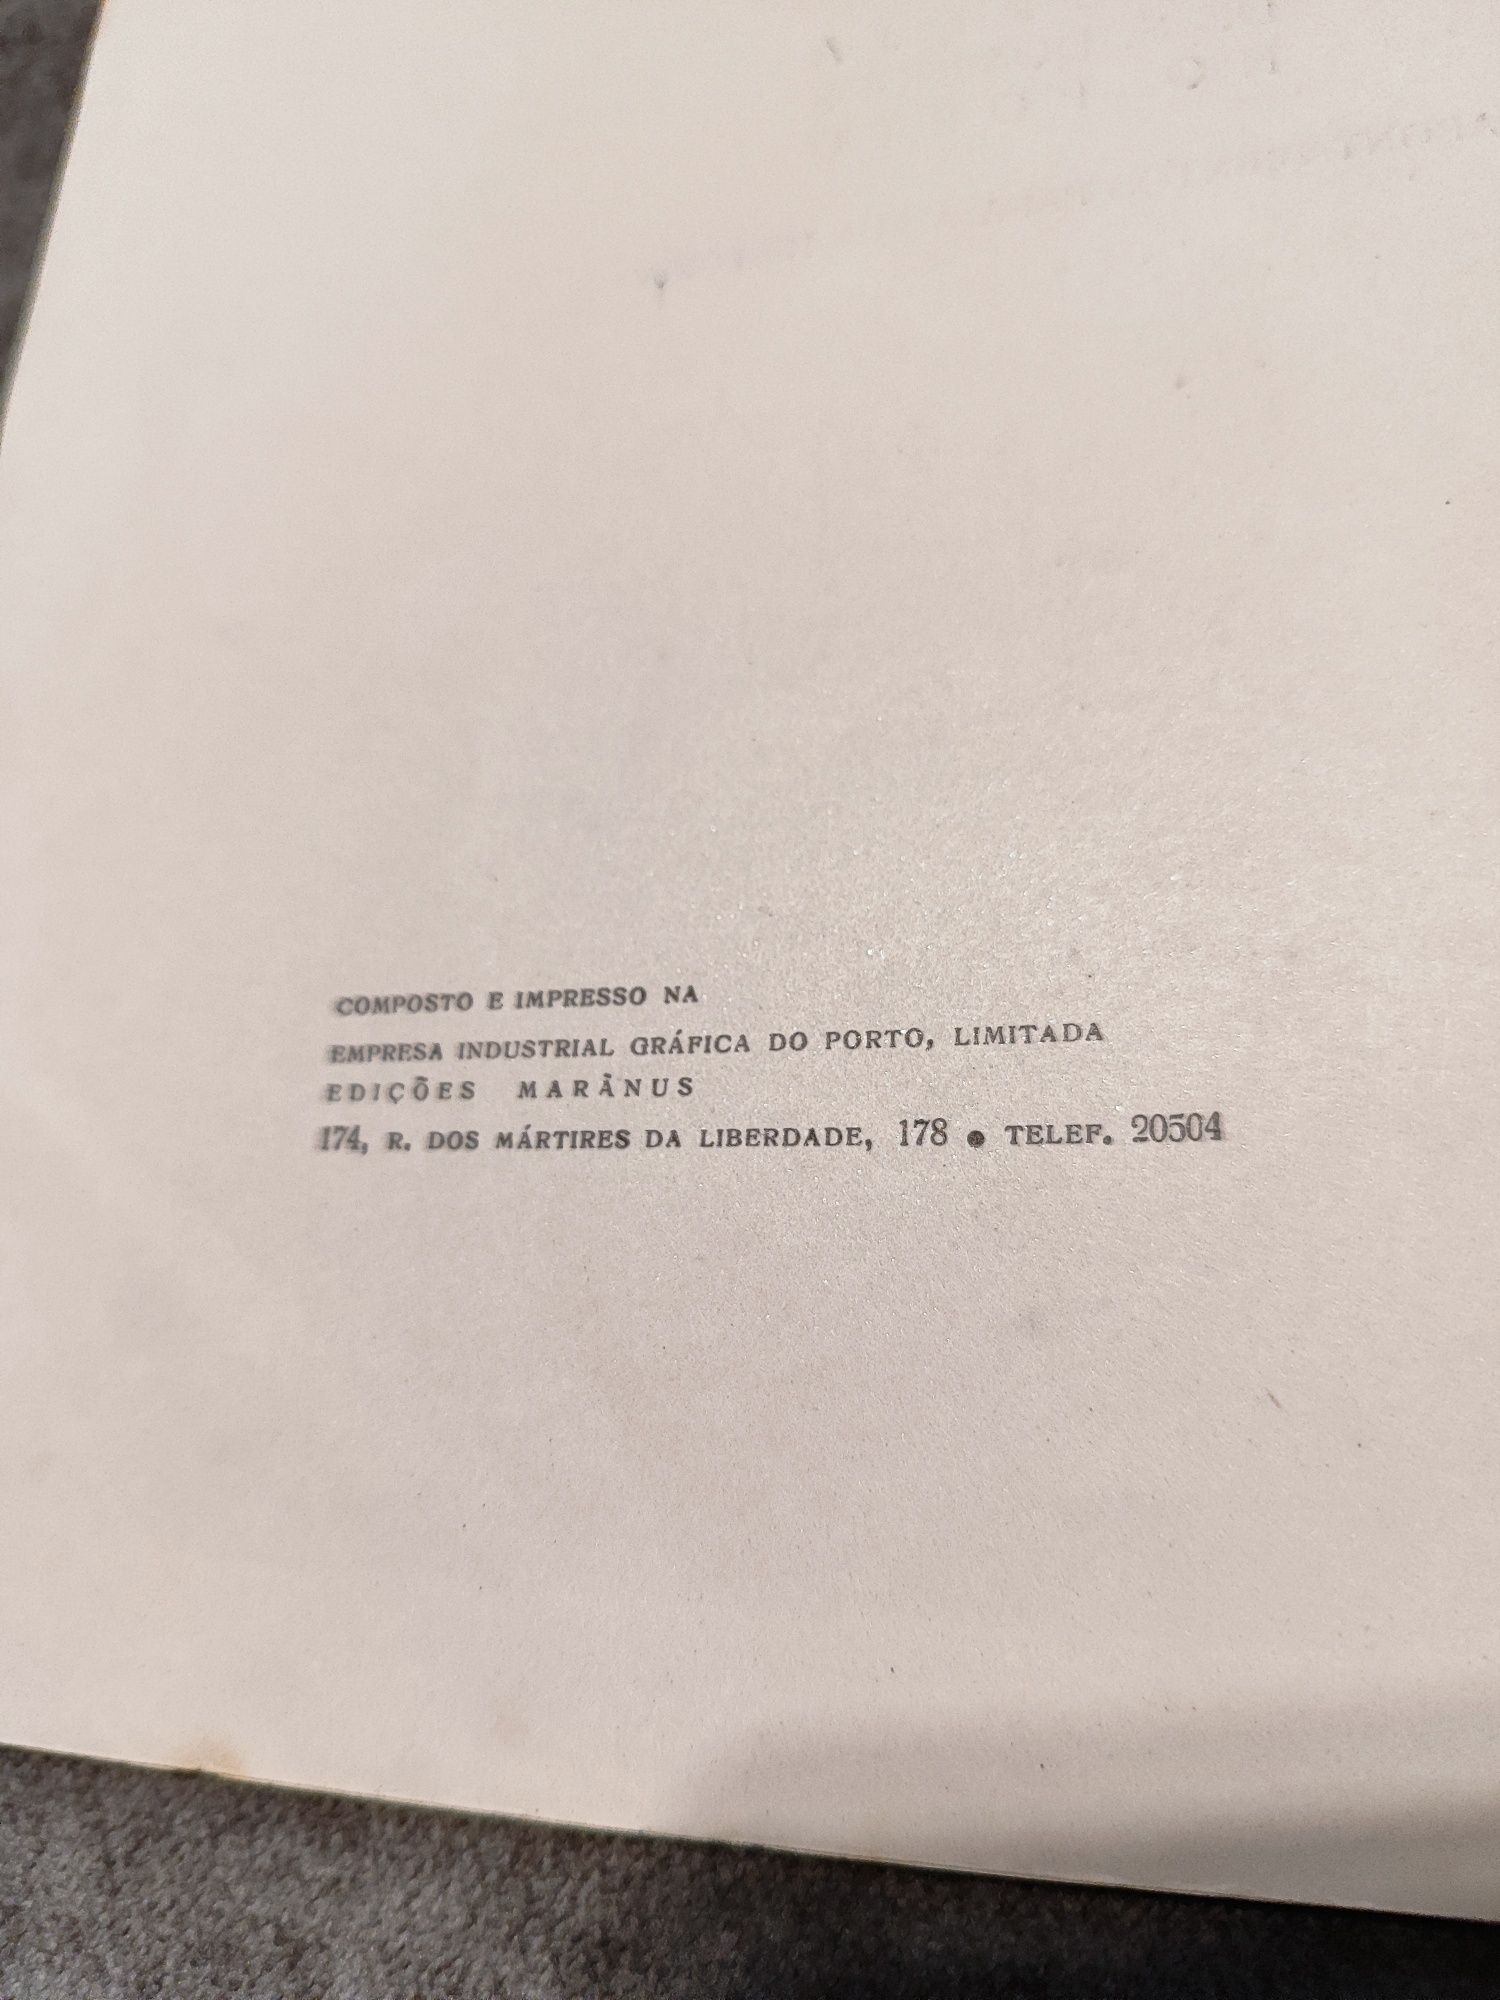 COMPOSTO E IMPRESSO NA
EMPRESA INDUSTRIAL GRÁFICA DO PORTO, LIMITADA
EDIÇÕES MARÂNUS
174, R. DOS MÁRTIRES DA LIBERDADE, 178 ● TELEF. 20504